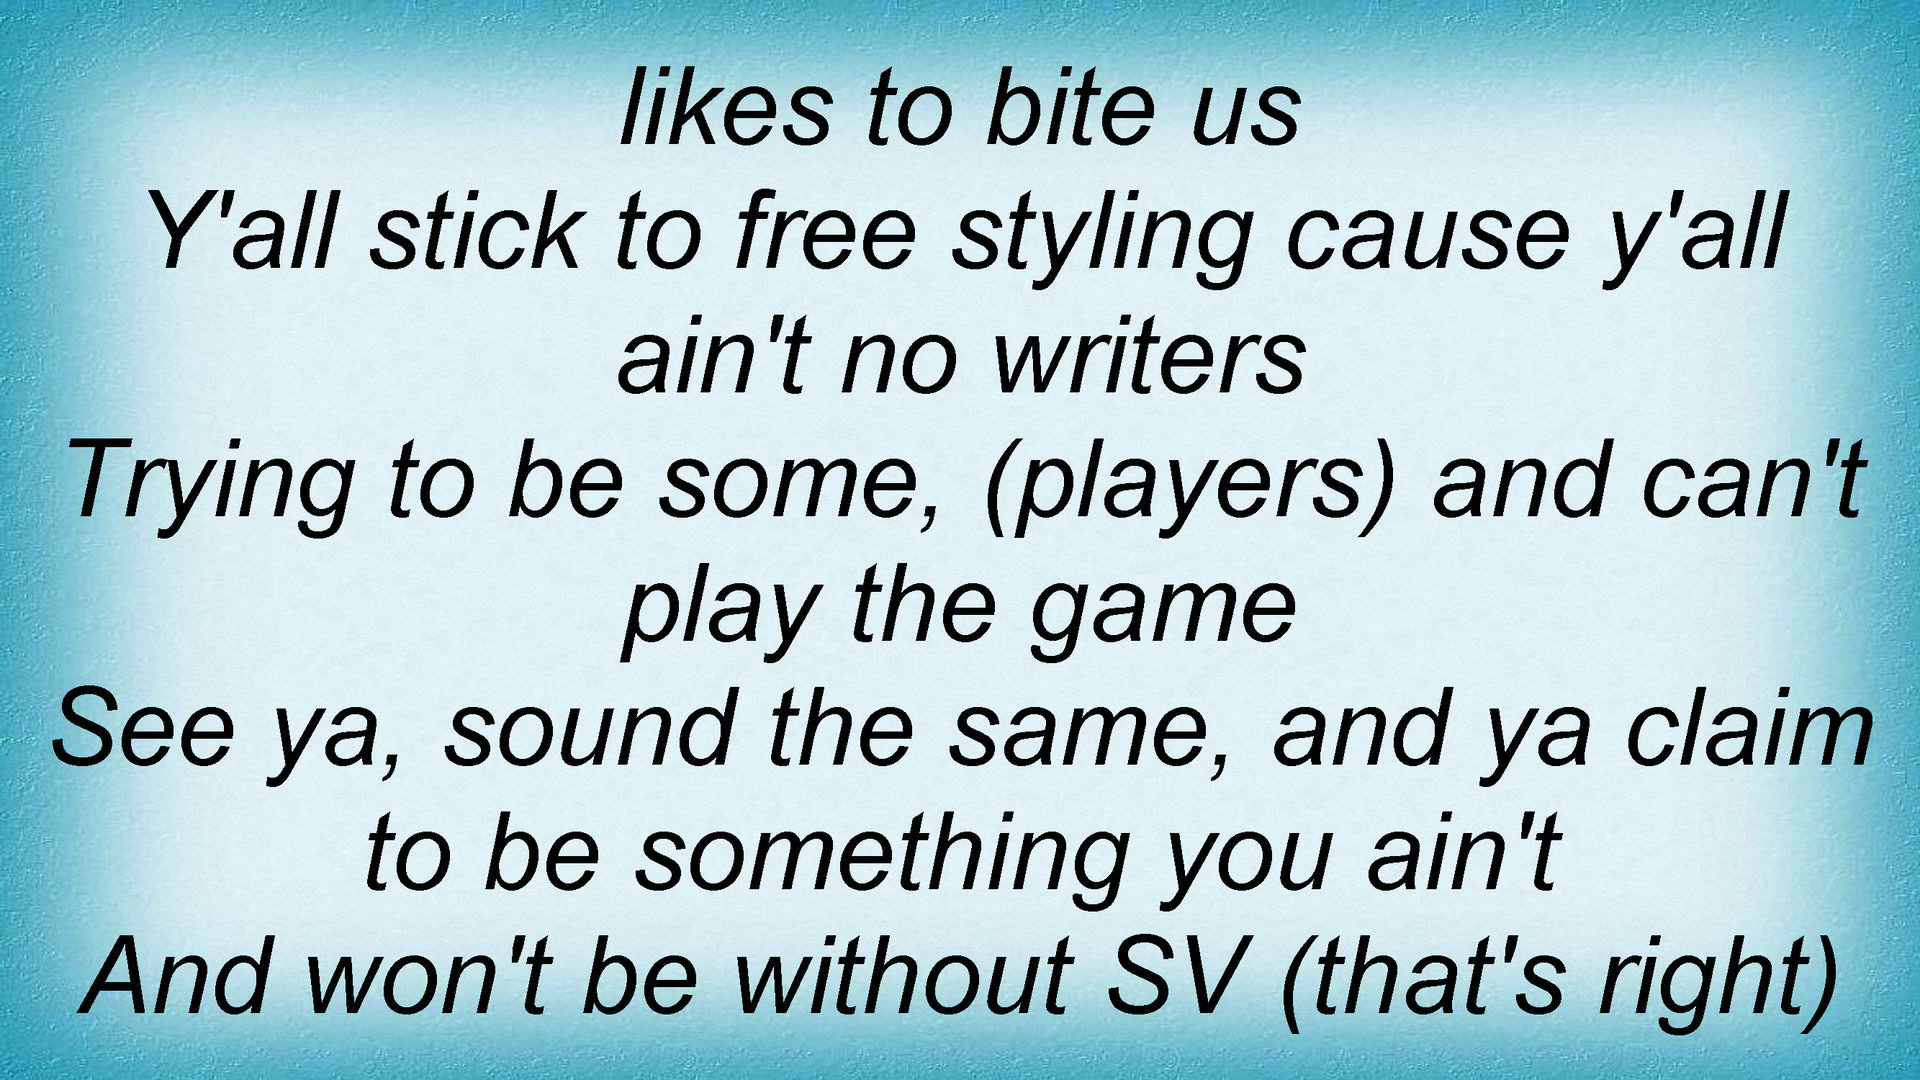 likes to bite us
Y'all stick to free styling cause y'all
ain't no writers
Trying to be some, (players) and can't
play the game
See ya, sound the same, and ya claim
to be something you ain't
And won't be without SV (that's right)